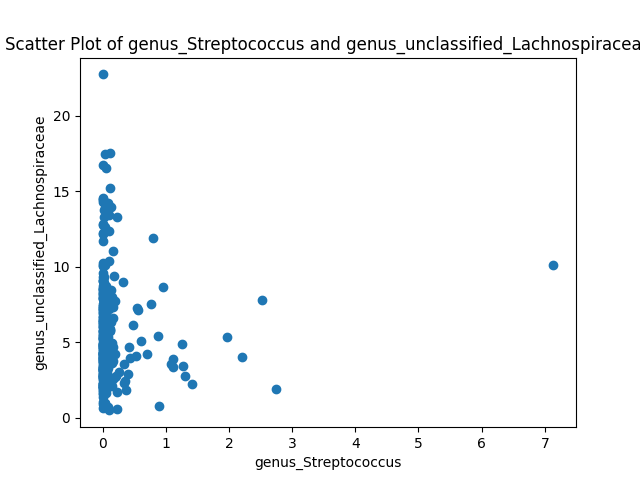 Scatter Plot of genus_Streptococcus and genus_unclassified_Lachnospiracea
genus_unclassified_Lachnospiraceae
20
15
10
5
0
0 1 2 3 4 5 6 7
genus_Streptococcus